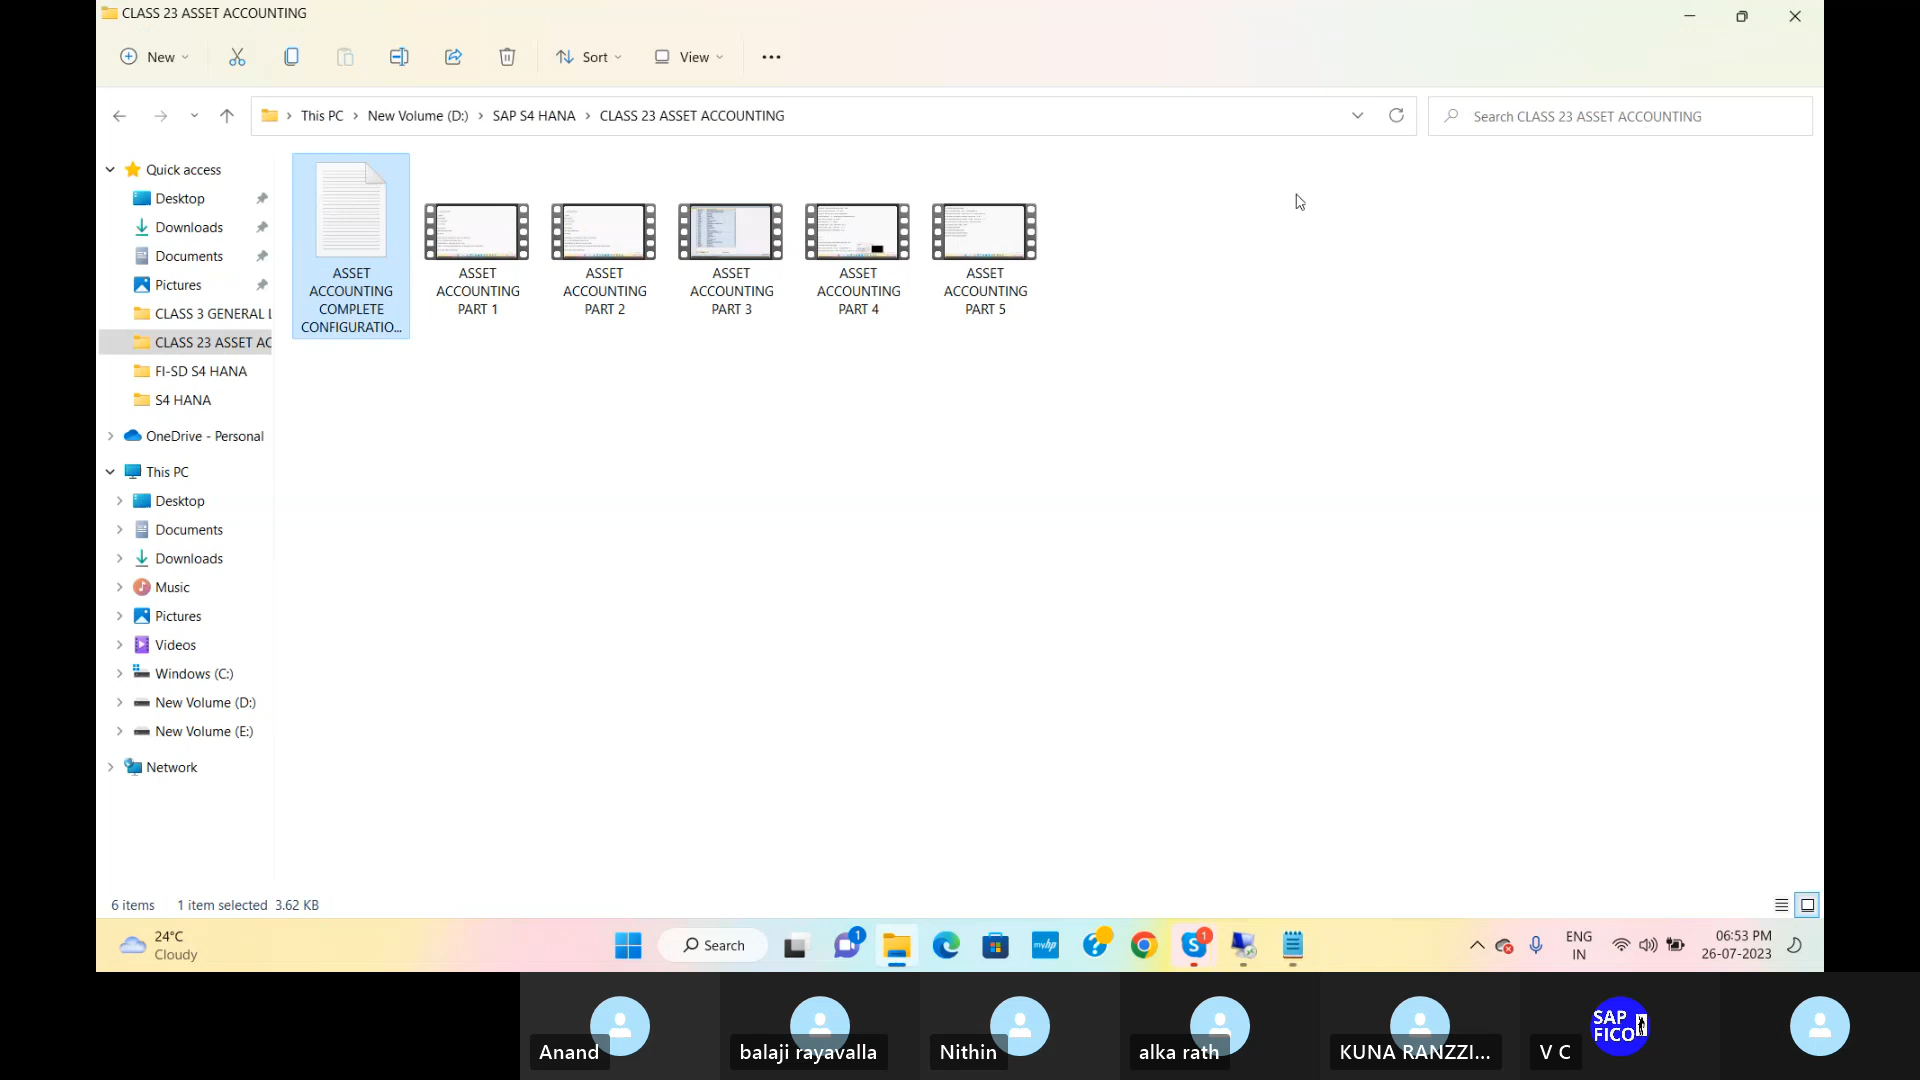 CLASS 23 ASSET ACCOUNTING
New
Sort
View
This PC
New Volume (D:)
SAP S4 HANA
CLASS 23 ASSET ACCOUNTING
Search CLASS 23 ASSET ACCOUNTING
Quick access
Desktop
Downloads
Documents
Pictures
CLASS 3 GENERAL L
CLASS 23 ASSET AC
FI-SD S4 HANA
S4 HANA
OneDrive - Personal
This PC
Desktop
Documents
Downloads
Music
Pictures
Videos
Windows (C:)
New Volume (D:)
New Volume (E:)
Network
ASSET
ACCOUNTING
COMPLETE
CONFIGURATIO...
ASSET
ACCOUNTING
PART 1
ASSET
ACCOUNTING
PART 2
ASSET
ACCOUNTING
PART 3
ASSET
ACCOUNTING
PART 4
ASSET
ACCOUNTING
PART 5
6 items
1 item selected 3.62 KB
24°C
Cloudy
Search
1
myhp
1
ENG
IN
06:53 PM
26-07-2023
Anand
balaji rayavalla
Nithin
alka rath
KUNA RANZZI...
V C
SAP
FICO